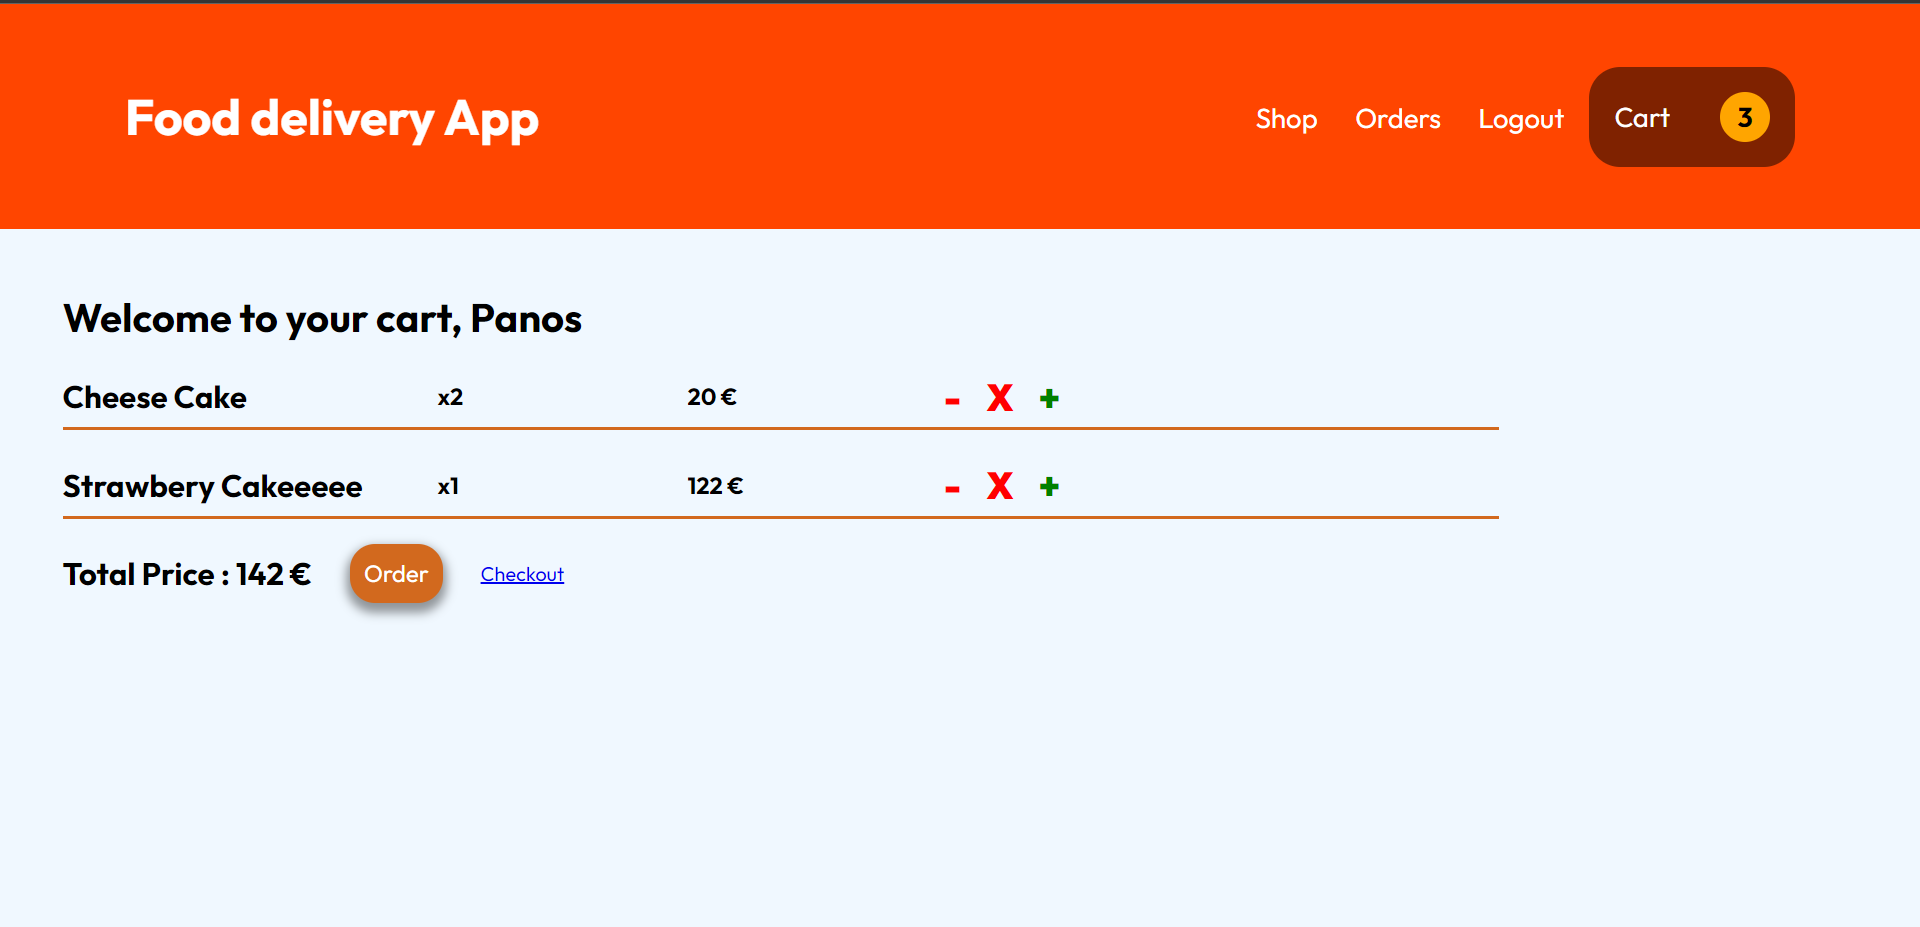 Food delivery App
Shop Orders Logout Cart 3
Welcome to your cart, Panos
Cheese Cake x2 20 € - X +
Strawbery Cakeeeee x1 122 € - X +
Total Price : 142 € Order Checkout